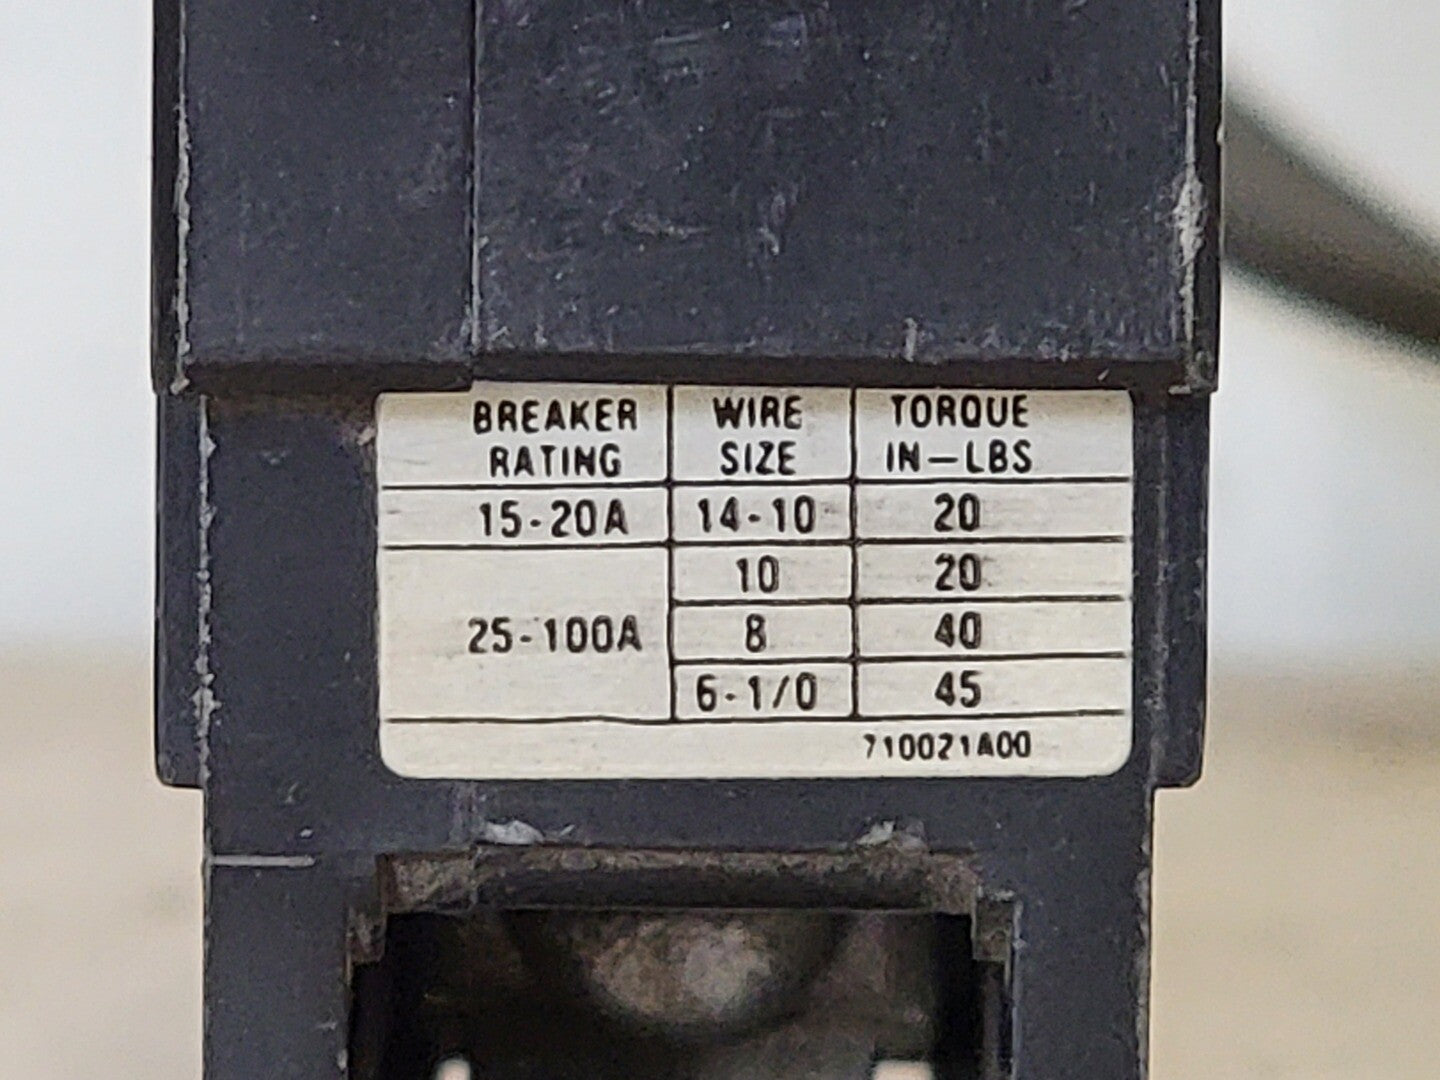 BREAKER RATING WIRE SIZE TORQUE IN-LBS
15-20A 14-10 20
25-100A 10 20
8 40
6-1/0 45
710021A00